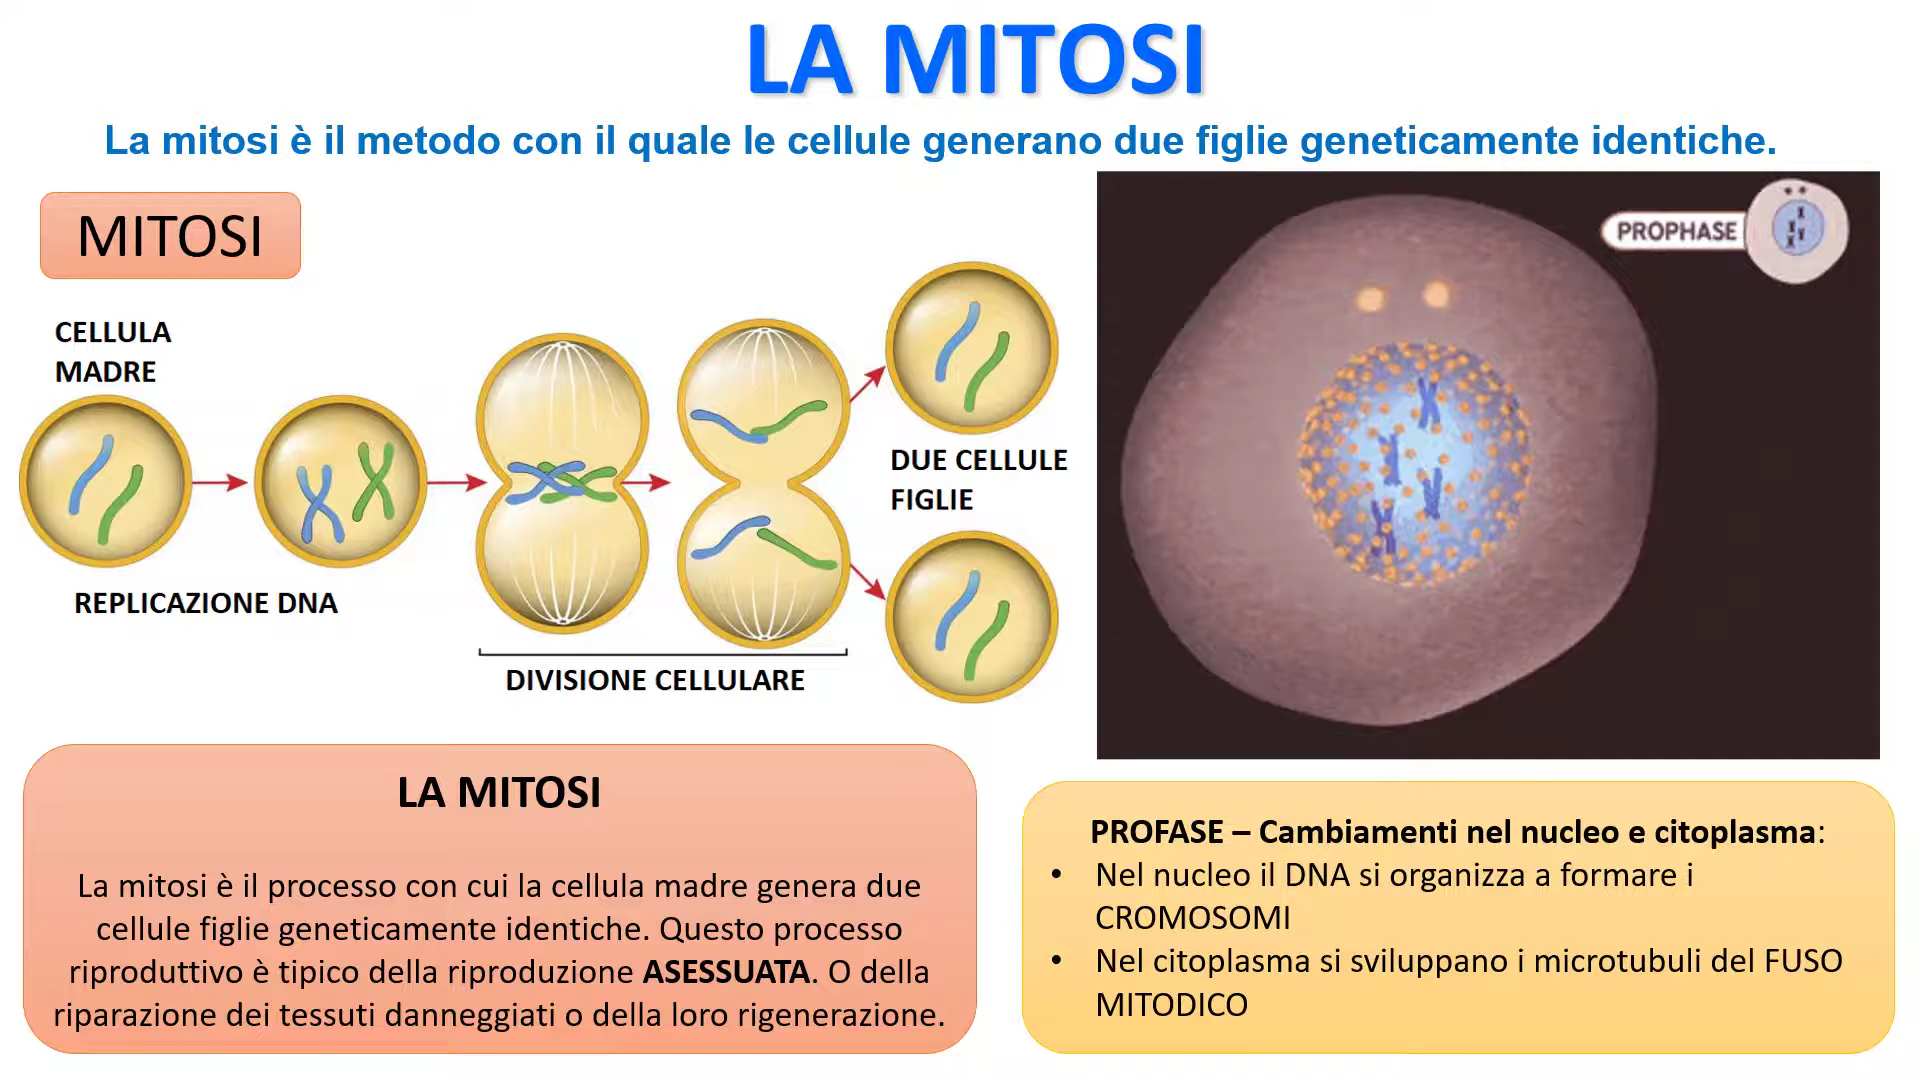 LA MITOSI
La mitosi è il metodo con il quale le cellule generano due figlie geneticamente identiche.
MITOSI
CELLULA
MADRE
REPLICAZIONE DNA
DIVISIONE CELLULARE
DUE CELLULE
FIGLIE
PROPHASE
LA MITOSI
La mitosi è il processo con cui la cellula madre genera due
cellule figlie geneticamente identiche. Questo processo
riproduttivo è tipico della riproduzione ASESSUATA. O della
riparazione dei tessuti danneggiati o della loro rigenerazione.
PROFASE – Cambiamenti nel nucleo e citoplasma:
• Nel nucleo il DNA si organizza a formare i
CROMOSOMI
• Nel citoplasma si sviluppano i microtubuli del FUSO
MITODICO